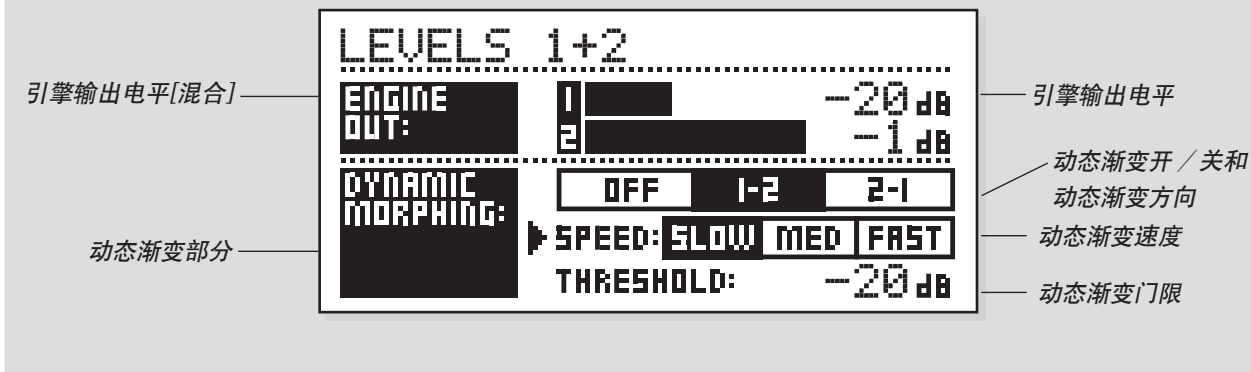 LEVELS 1+2
引擎输出电平[混合]
ENGINE OUT:
1 -20 dB
2 -1 dB
引擎输出电平
DYNAMIC MORPHING:
OFF 1-2 2-1
动态渐变开／关和
动态渐变方向
动态渐变部分
SPEED: SLOW MED FAST
动态渐变速度
THRESHOLD: -20 dB
动态渐变门限